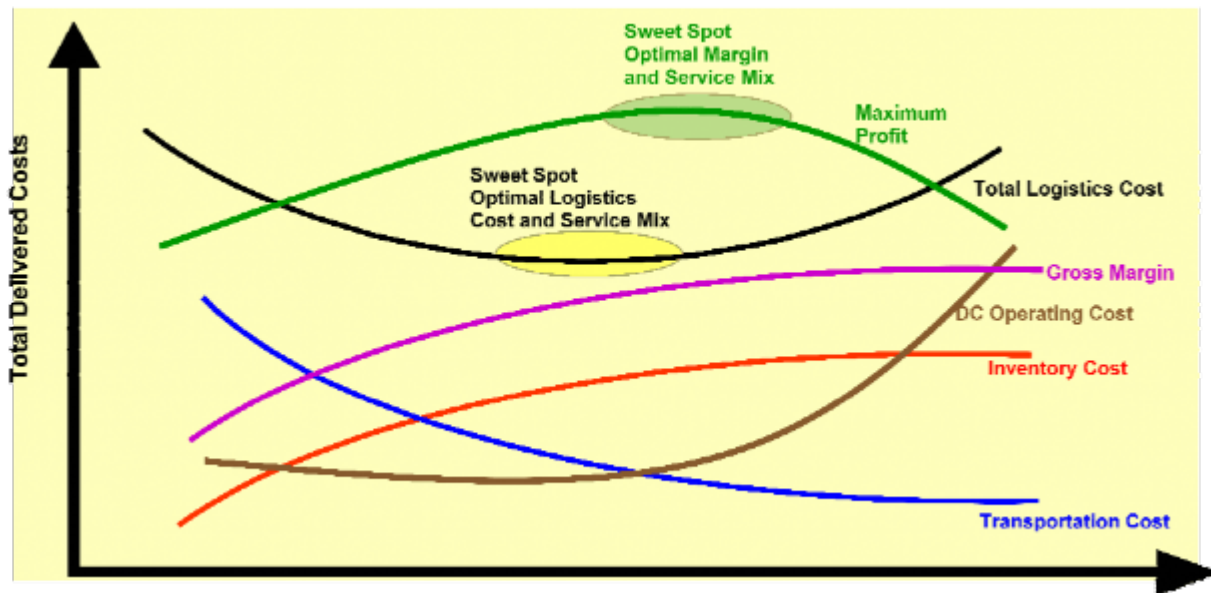 Sweet Spot
Optimal Margin
and Service Mix
Maximum
Profit
Sweet Spot
Optimal Logistics
Cost and Service Mix
Total Logistics Cost
Total Delivered Costs
Gross Margin
DC Operating Cost
Inventory Cost
Transportation Cost